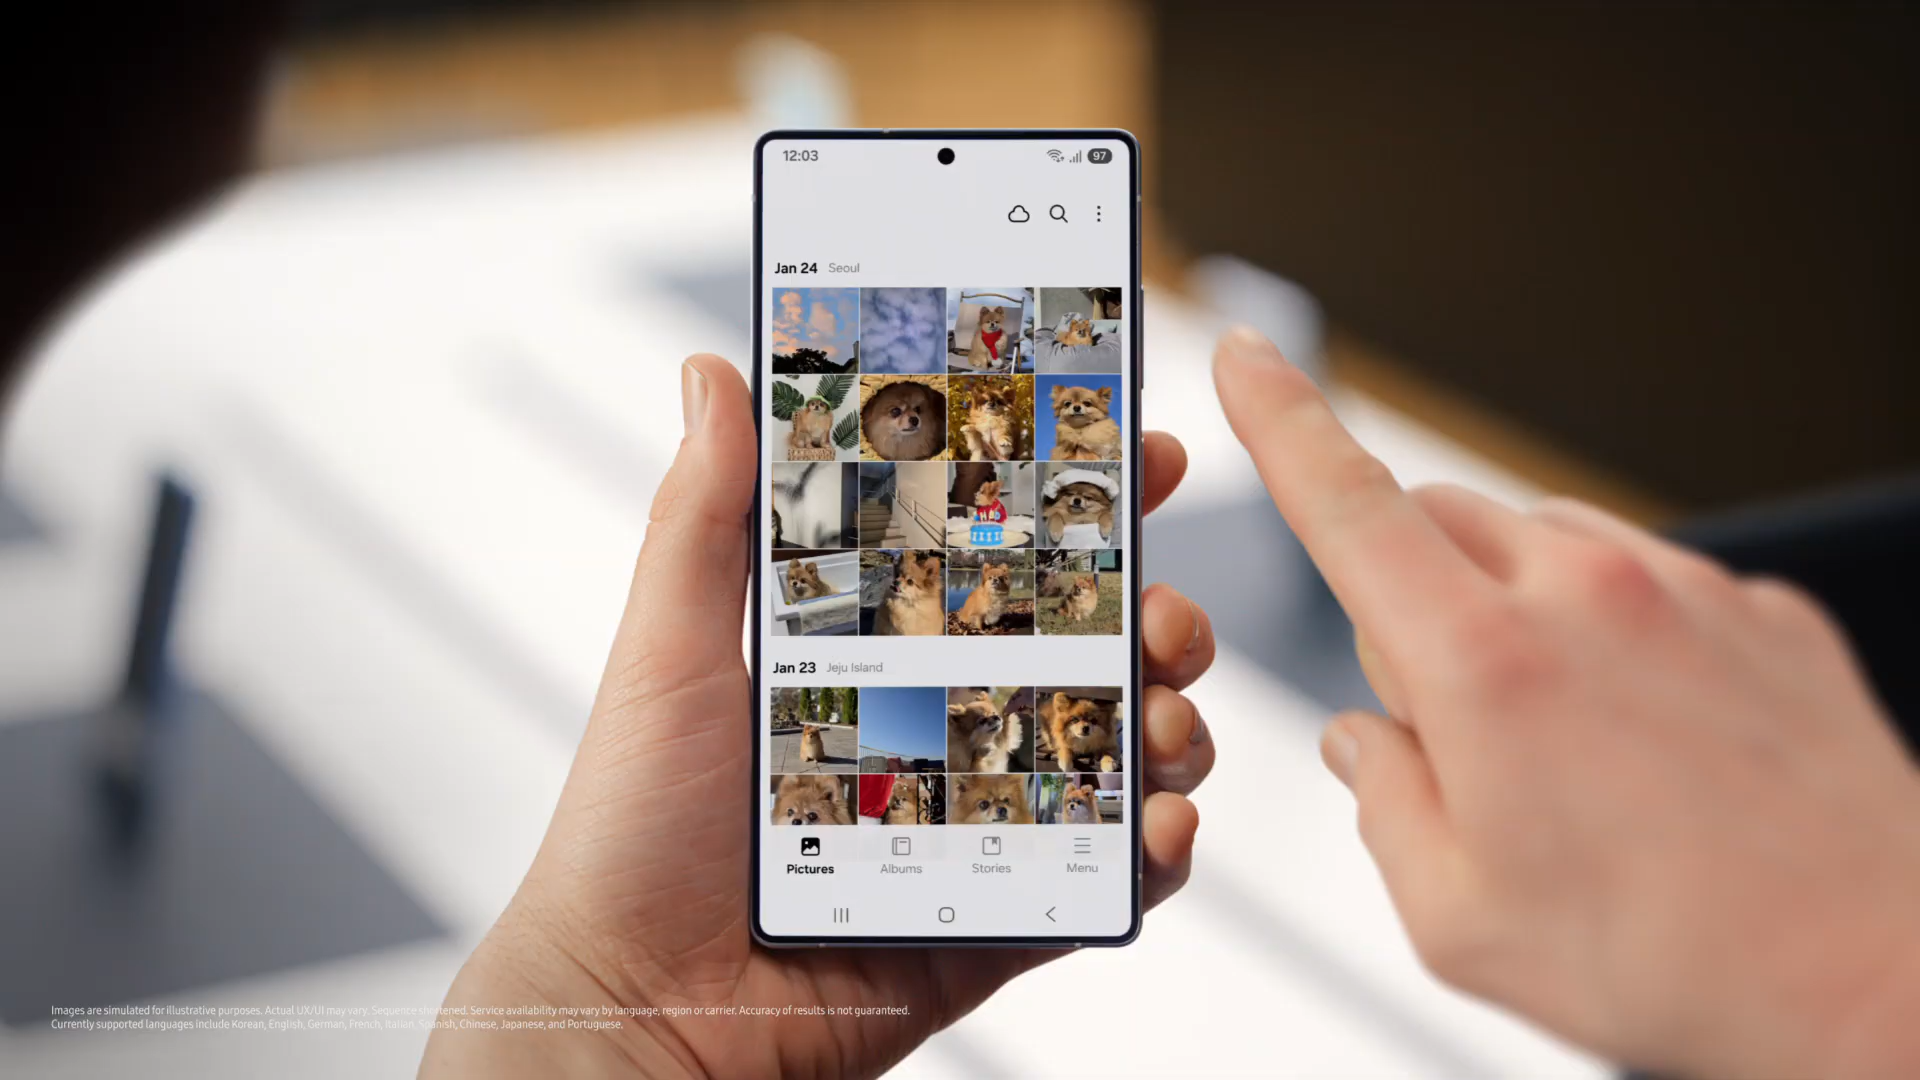 12:03
97
Jan 24 Seoul
Jan 23 Jeju Island
Pictures Albums Stories Menu
Images are simulated for illustrative purposes. Actual UX/UI may vary. Sequence shortened. Service availability may vary by language, region or carrier. Accuracy of results is not guaranteed.
Currently supported languages include Korean, English, German, French, Italian, Spanish, Chinese, Japanese, and Portuguese.